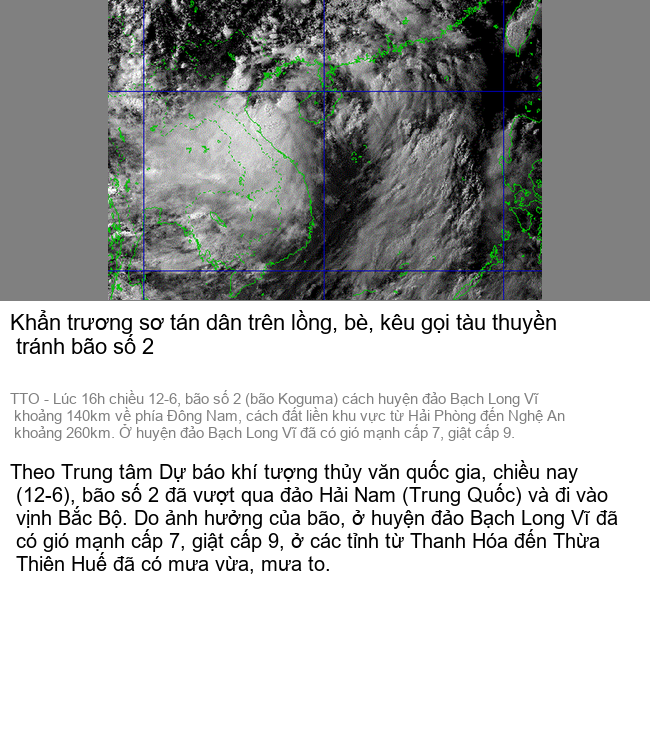 Khẩn trương sơ tán dân trên lồng, bè, kêu gọi tàu thuyền
tránh bão số 2
TTO - Lúc 16h chiều 12-6, bão số 2 (bão Koguma) cách huyện đảo Bạch Long Vĩ
khoảng 140km về phía Đông Nam, cách đất liền khu vực từ Hải Phòng đến Nghệ An
khoảng 260km. Ở huyện đảo Bạch Long Vĩ đã có gió mạnh cấp 7, giật cấp 9.
Theo Trung tâm Dự báo khí tượng thủy văn quốc gia, chiều nay
(12-6), bão số 2 đã vượt qua đảo Hải Nam (Trung Quốc) và đi vào
vịnh Bắc Bộ. Do ảnh hưởng của bão, ở huyện đảo Bạch Long Vĩ đã
có gió mạnh cấp 7, giật cấp 9, ở các tỉnh từ Thanh Hóa đến Thừa
Thiên Huế đã có mưa vừa, mưa to.